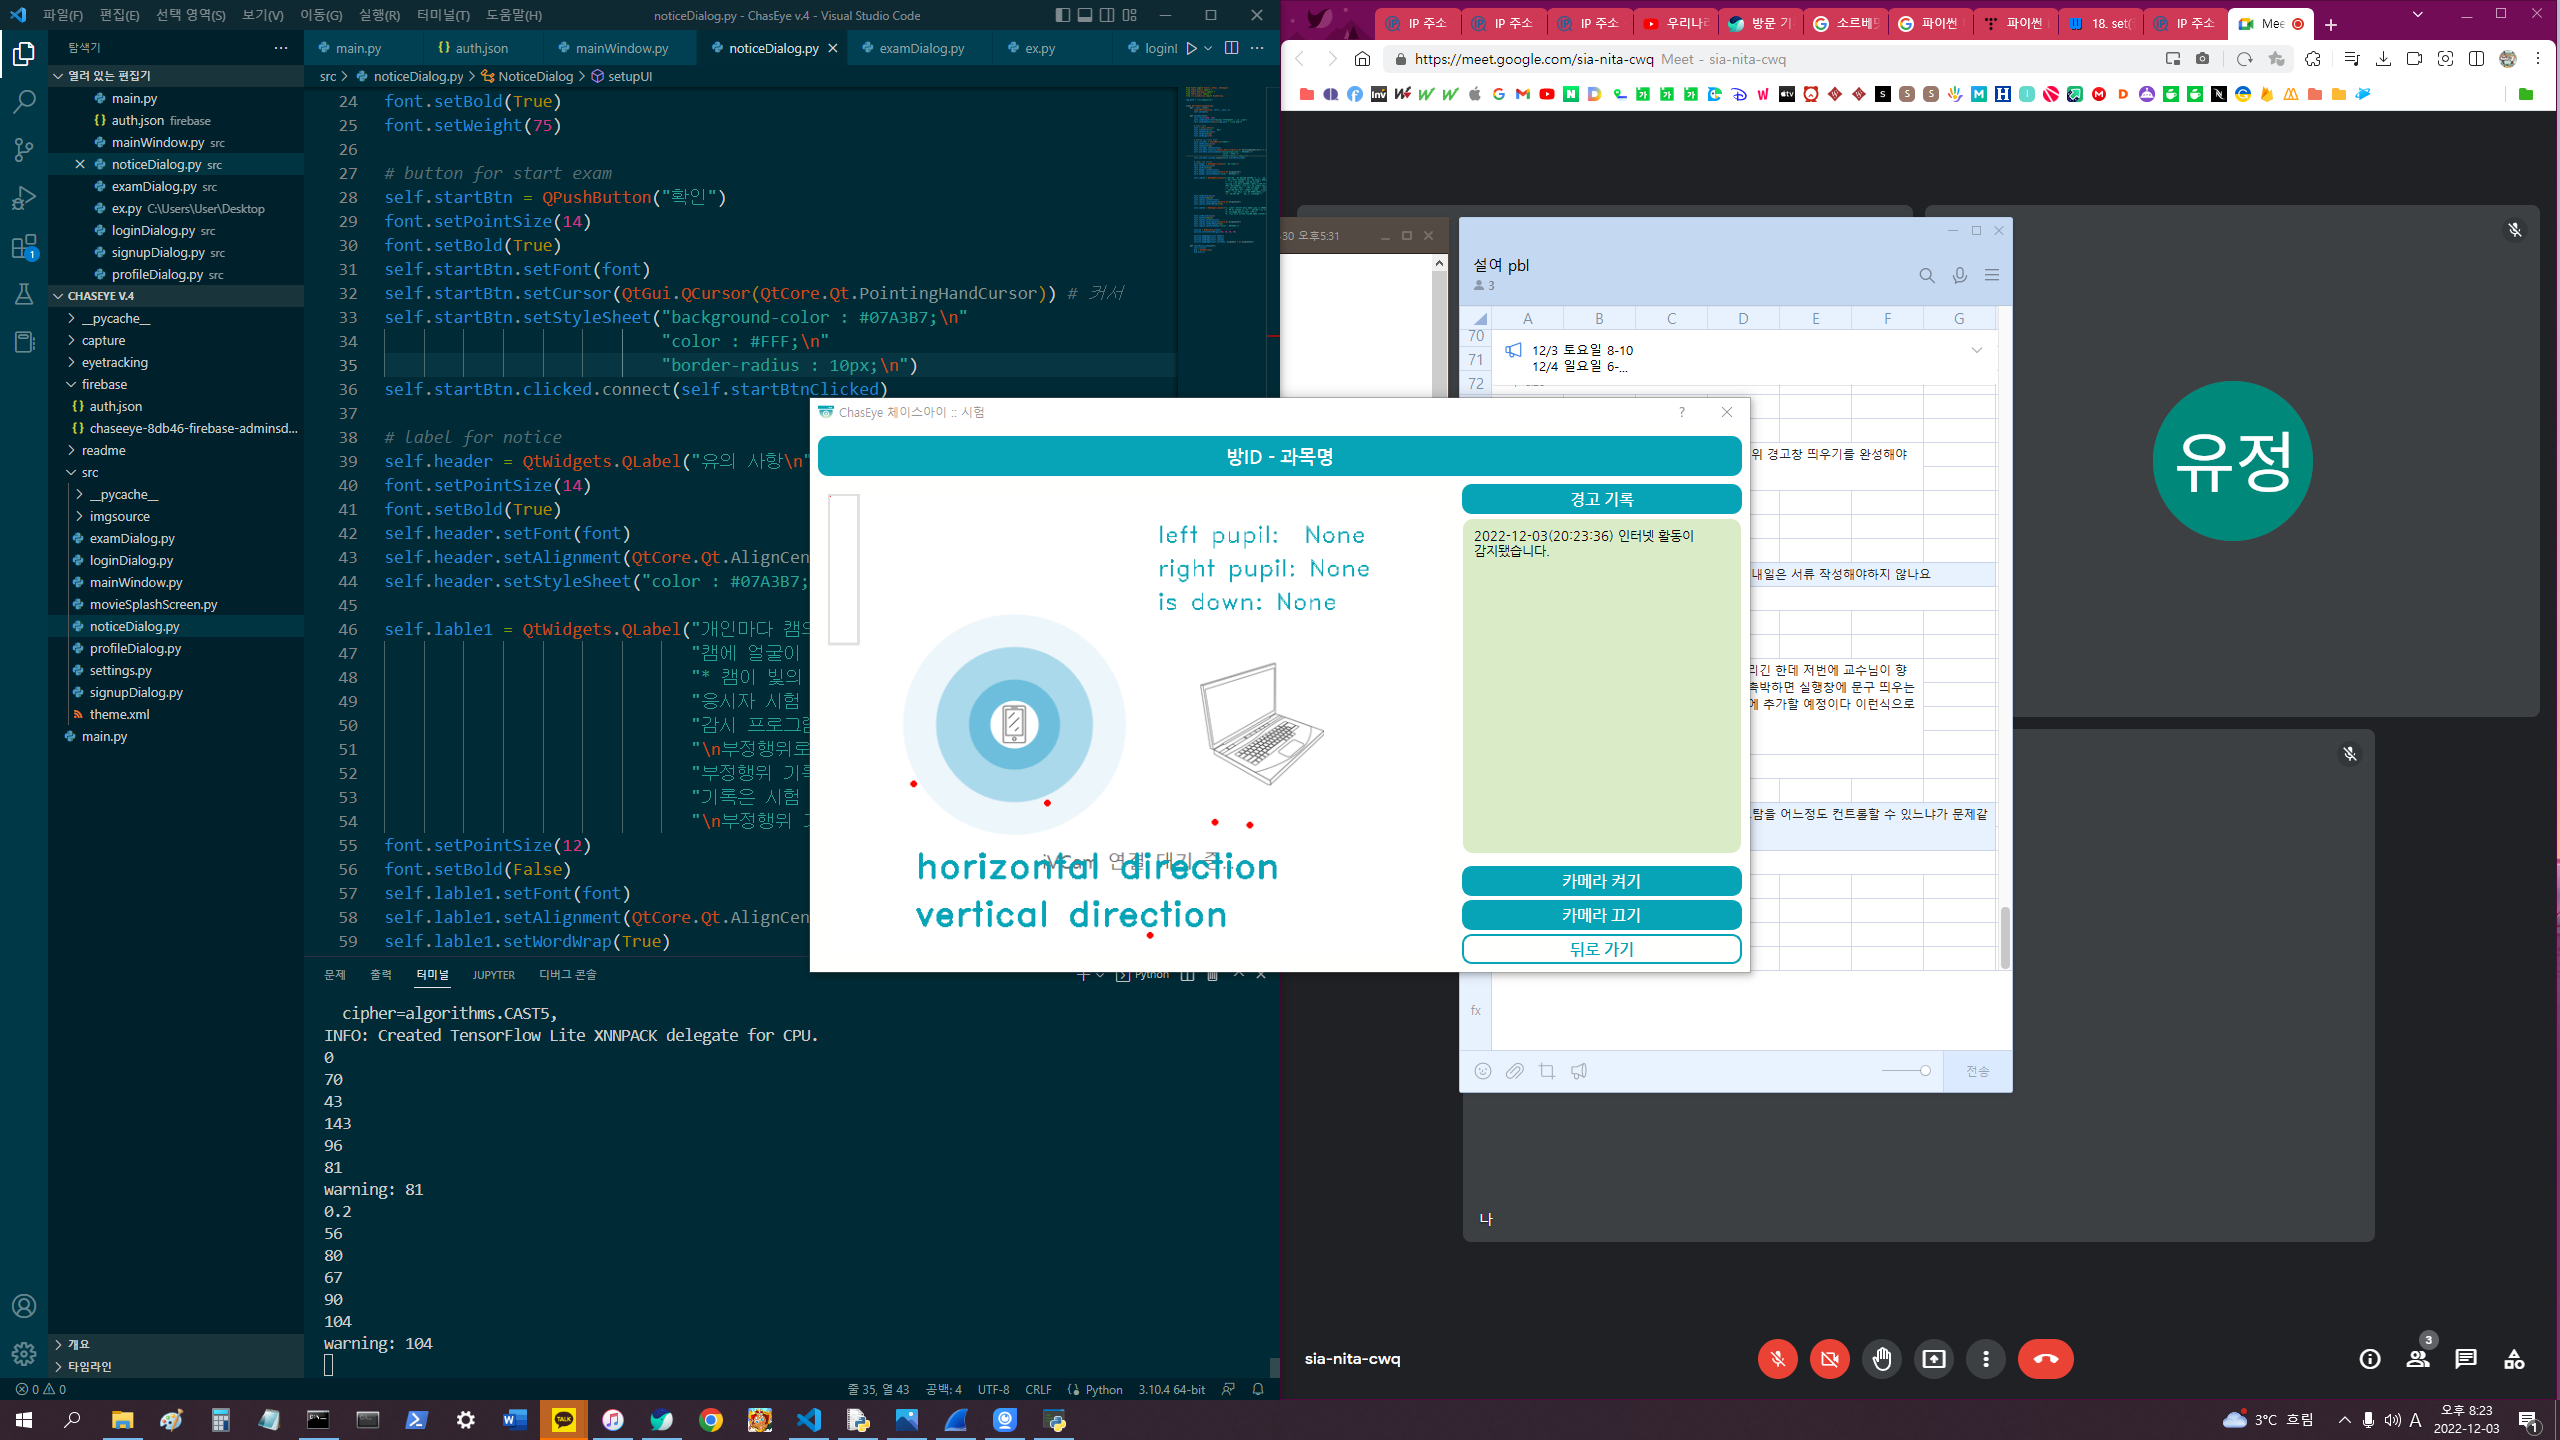 파일(F) 편집(E) 선택 영역(S) 보기(V) 이동(G) 실행(R) 터미널(T) 도움말(H)
noticeDialog.py - ChasEye v.4 - Visual Studio Code
탐색기
열려 있는 편집기
main.py
auth.json firebase
mainWindow.py src
noticeDialog.py src
examDialog.py src
ex.py C:\Users\User\Desktop
loginDialog.py src
signupDialog.py src
profileDialog.py src
CHASEYE V.4
__pycache__
capture
eyetracking
firebase
auth.json
chaseeye-8db46-firebase-adminsd...
readme
src
__pycache__
imgsource
examDialog.py
loginDialog.py
mainWindow.py
movieSplashScreen.py
noticeDialog.py
profileDialog.py
settings.py
signupDialog.py
theme.xml
main.py
개요
타임라인
main.py auth.json mainWindow.py noticeDialog.py examDialog.py ex.py loginI
src > noticeDialog.py > NoticeDialog > setupUI
24 font.setBold(True)
25 font.setWeight(75)
26
27 # button for start exam
28 self.startBtn = QPushButton("확인")
29 font.setPointSize(14)
30 font.setBold(True)
31 self.startBtn.setFont(font)
32 self.startBtn.setCursor(QtGui.QCursor(QtCore.Qt.PointingHandCursor)) # 커서
33 self.startBtn.setStyleSheet("background-color : #07A3B7;\n"
34 "color : #FFF;\n"
35 "border-radius : 10px;\n")
36 self.startBtn.clicked.connect(self.startBtnClicked)
37
38 # label for notice
39 self.header = QtWidgets.QLabel("유의 사항\n"
40 font.setPointSize(14)
41 font.setBold(True)
42 self.header.setFont(font)
43 self.header.setAlignment(QtCore.Qt.AlignCen
44 self.header.setStyleSheet("color : #07A3B7;
45
46 self.lable1 = QtWidgets.QLabel("개인마다 캠의
47 "캠에 얼굴이
48 "* 캠이 빛의
49 "응시자 시험
50 "감시 프로그램
51 "\n부정행위로
52 "부정행위 기록
53 "기록은 시험
54 "\n부정행위
55 font.setPointSize(12)
56 font.setBold(False)
57 self.lable1.setFont(font)
58 self.lable1.setAlignment(QtCore.Qt.AlignCen
59 self.lable1.setWordWrap(True)
문제 출력 터미널 JUPYTER 디버그 콘솔
Python
cipher=algorithms.CAST5,
INFO: Created TensorFlow Lite XNNPACK delegate for CPU.
0
70
43
143
96
81
warning: 81
0.2
56
80
67
90
104
warning: 104
0 0
줄 35, 열 43 공백: 4 UTF-8 CRLF Python 3.10.4 64-bit
ChasEye 체이스아이 :: 시험
방ID - 과목명
left pupil: None
right pupil: None
is down: None
iVCam 연결 대기 중...
horizontal direction
vertical direction
경고 기록
2022-12-03(20:23:36) 인터넷 활동이
감지됐습니다.
카메라 켜기
카메라 끄기
뒤로 가기
IP 주소 IP 주소 IP 주소 우리나라 방문 기 소르베 파이썬 파이썬 18. set( IP 주소 Mee
https://meet.google.com/sia-nita-cwq Meet - sia-nita-cwq
-30 오후5:31
설여 pbl
3
A B C D E F G
70
71
72
12/3 토요일 8-10
12/4 일요일 6-...
위 경고창 띄우기를 완성해야
내일은 서류 작성해야하지 않나요
리긴 한데 저번에 교수님이 향
촉박하면 실행창에 문구 띄우는
에 추가할 예정이다 이런식으로
탐을 어느정도 컨트롤할 수 있느냐가 문제같
fx
전송
유정
나
sia-nita-cwq
3
3°C 흐림
A
오후 8:23
2022-12-03
1